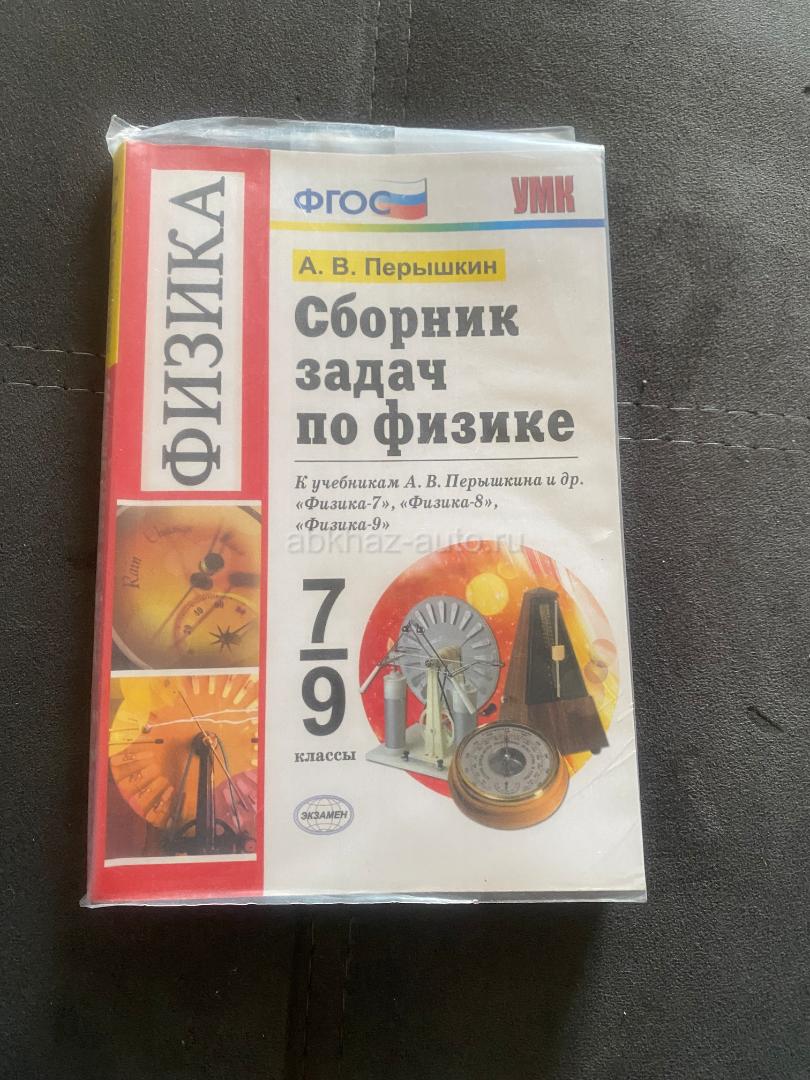 ФИЗИКА
ФГОС
УМК
А. В. Перышкин
Сборник
задач
по физике
К учебникам А. В. Перышкина и др.
«Физика-7», «Физика-8»,
«Физика-9»
abkhaz-auto.ru
7
9
классы
ЭКЗАМЕН
Rain